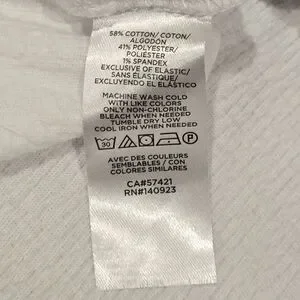 58% COTTON/ COTON/
ALGODÓN
41% POLYESTER/
POLIÉSTER
1% SPANDEX
EXCLUSIVE OF ELASTIC/
SANS ÉLASTIQUE/
EXCLUYENDO EL ELÁSTICO
MACHINE WASH COLD
WITH LIKE COLORS
ONLY NON-CHLORINE
BLEACH WHEN NEEDED
TUMBLE DRY LOW
COOL IRON WHEN NEEDED
30 P
AVEC DES COULEURS
SEMBLABLES / CON
COLORES SIMILARES
CA#57421
RN#140923